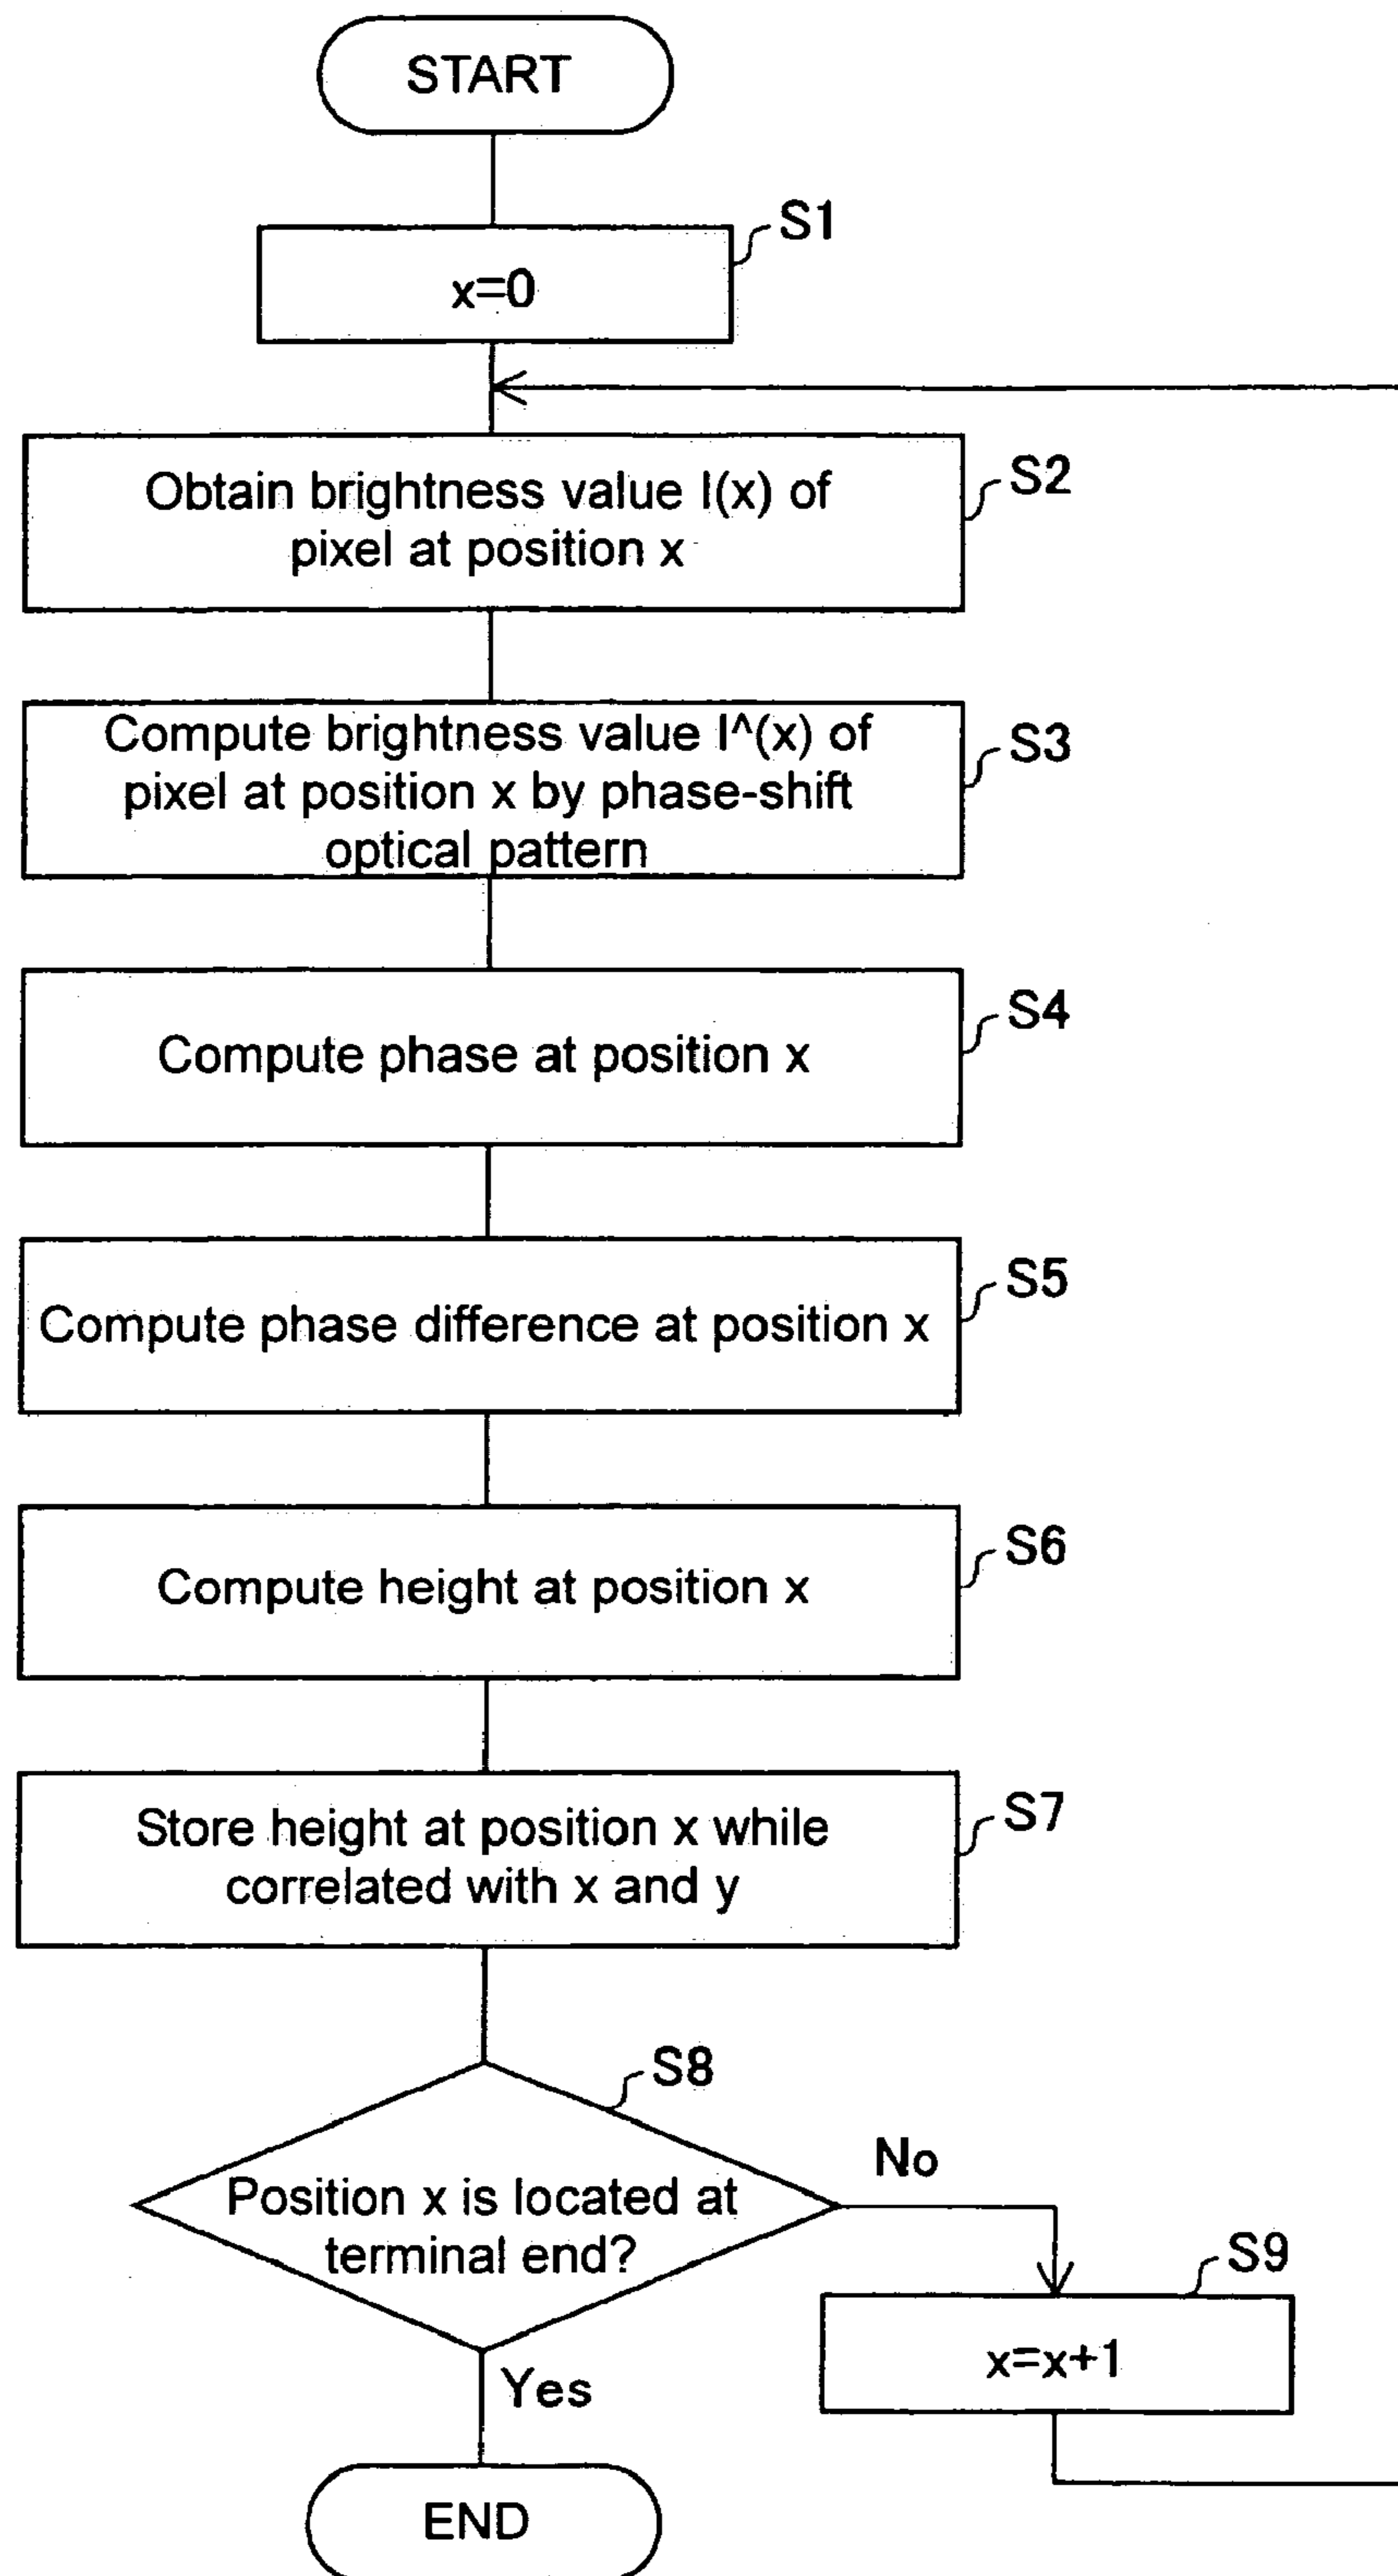 START
S1
x=0
S2
Obtain brightness value I(x) of
pixel at position x
S3
Compute brightness value I^(x) of
pixel at position x by phase-shift
optical pattern
S4
Compute phase at position x
S5
Compute phase difference at position x
S6
Compute height at position x
S7
Store height at position x while
correlated with x and y
S8
Position x is located at
terminal end?
No
S9
x=x+1
Yes
END